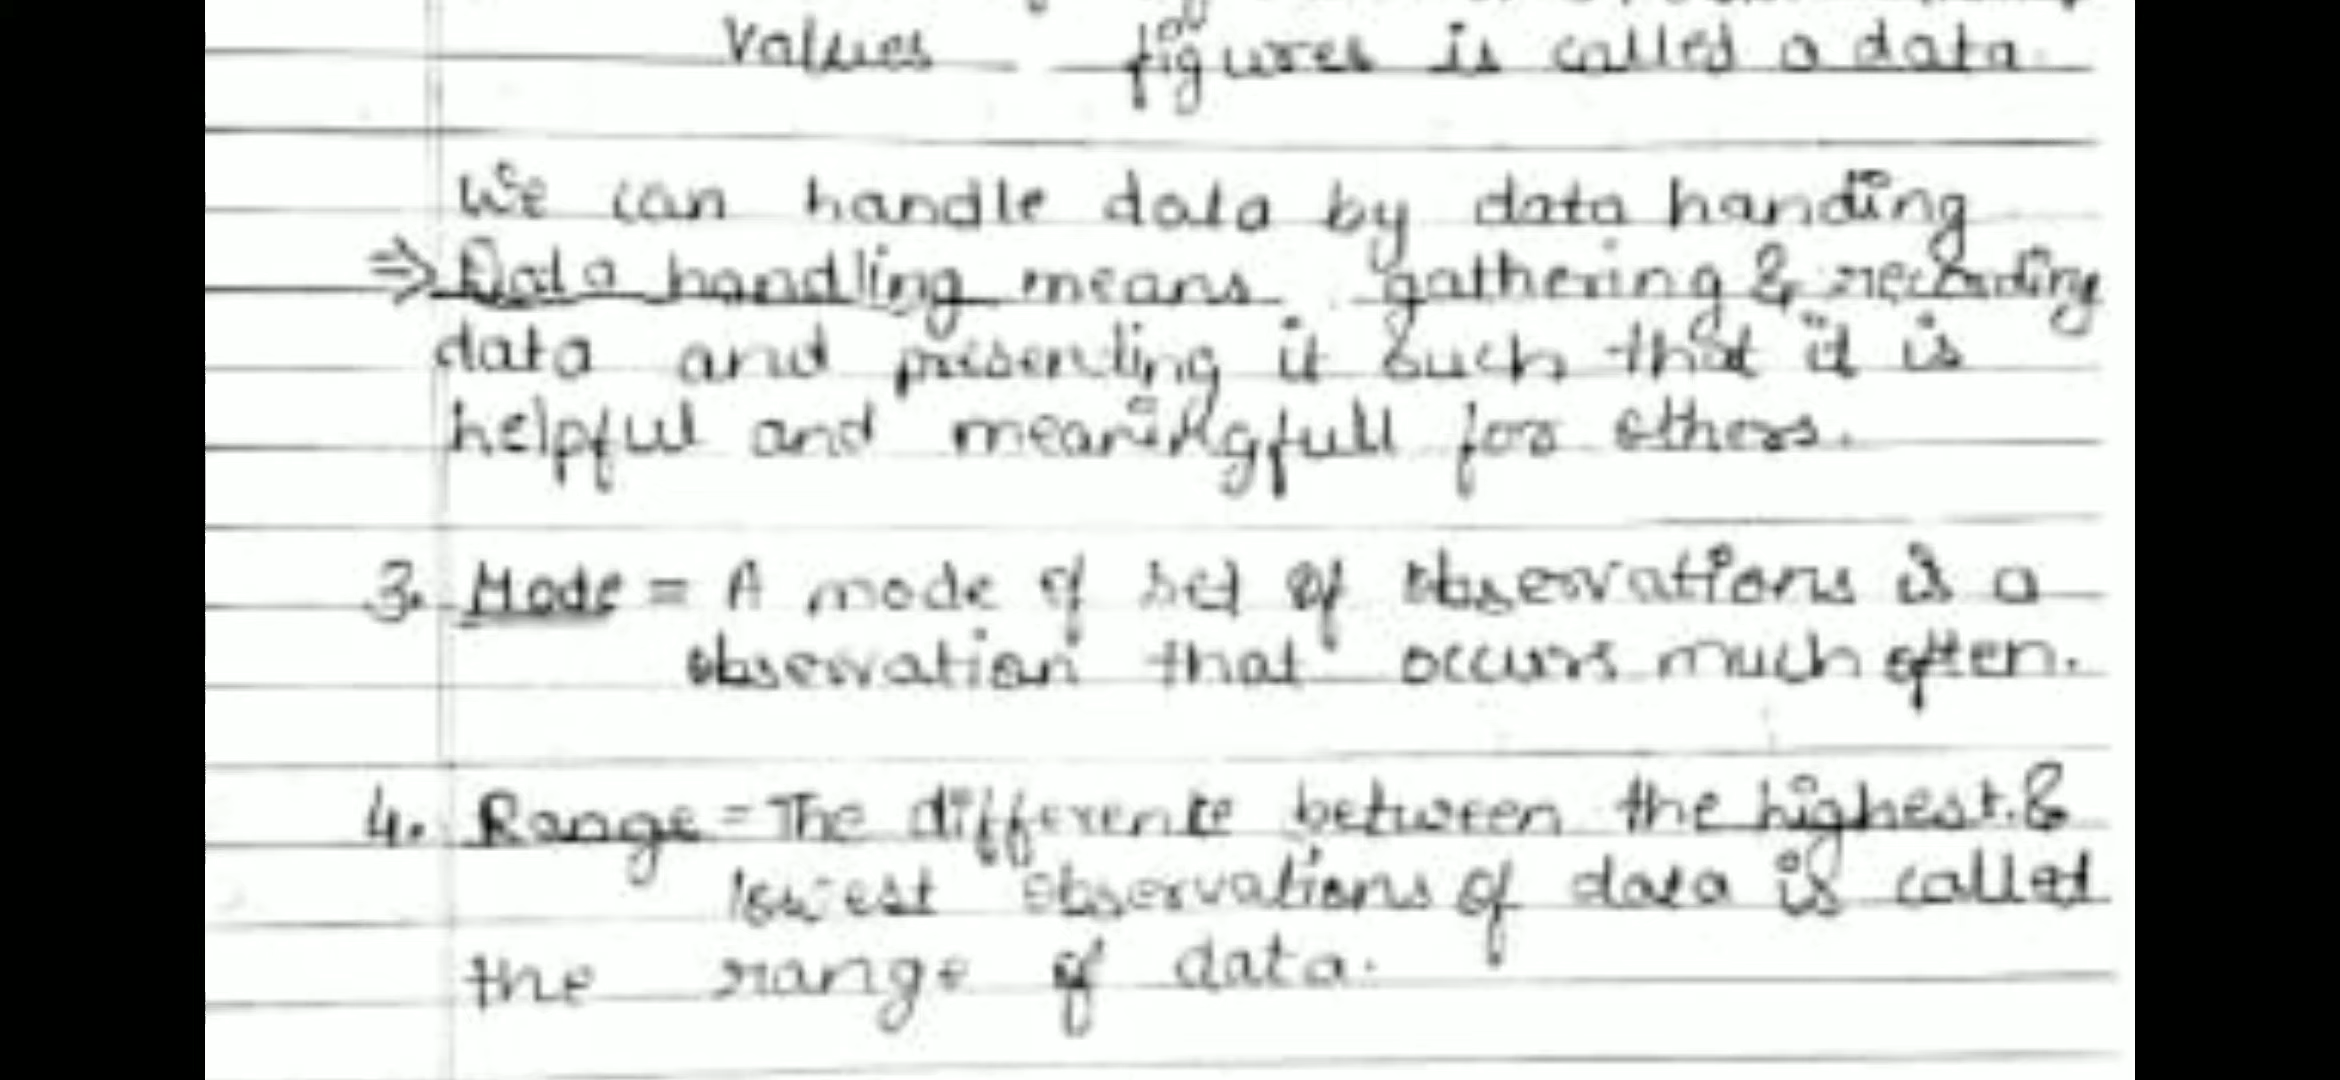 Values or figures is called a data.
We can handle data by data handing
⇒ Data handling means gathering & recording
data and presenting it such that it is
helpful and meaningfull for others.
3. Mode = A mode of set of observations is a
observation that occurs much often.
4. Range = The difference between the highest &
lowest observations of data is called
the range of data.